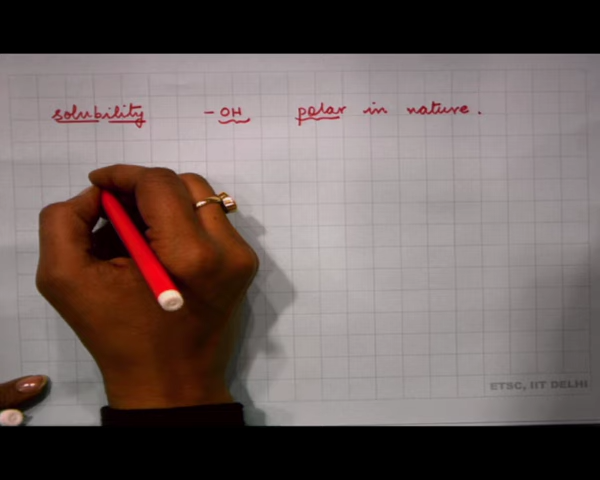 solubility -OH polar in nature.
ETSC, IIT DELHI